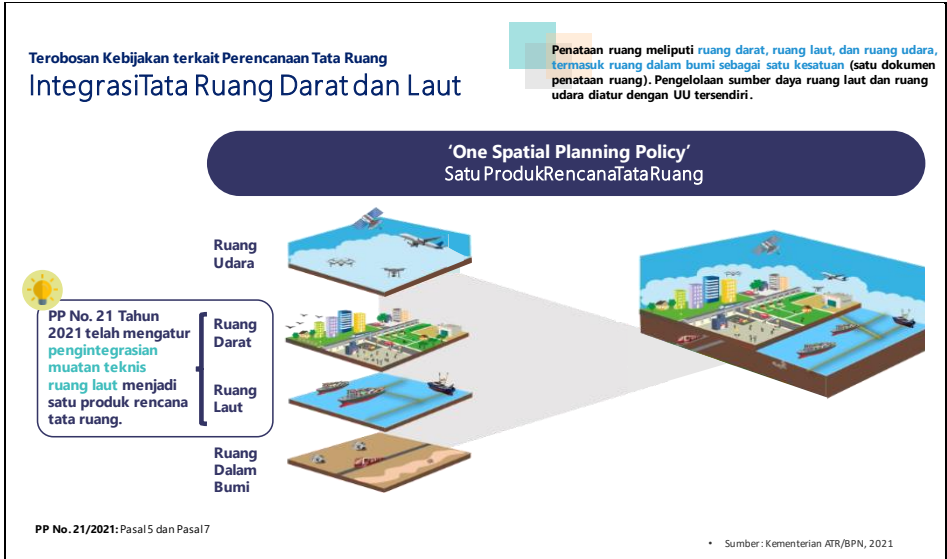 Terobosan Kebijakan terkait Perencanaan Tata Ruang
IntegrasiTata Ruang Darat dan Laut
Penataan ruang meliputi ruang darat, ruang laut, dan ruang udara,
termasuk ruang dalam bumi sebagai satu kesatuan (satu dokumen
penataan ruang). Pengelolaan sumber daya ruang laut dan ruang
udara diatur dengan UU tersendiri.
‘One Spatial Planning Policy’
Satu ProdukRencanaTataRuang
Ruang
Udara
PP No. 21 Tahun
2021 telah mengatur
pengintegrasian
muatan teknis
ruang laut menjadi
satu produk rencana
tata ruang.
Ruang
Darat
Ruang
Laut
Ruang
Dalam
Bumi
PP No. 21/2021: Pasal 5 dan Pasal 7
• Sumber: Kementerian ATR/BPN, 2021